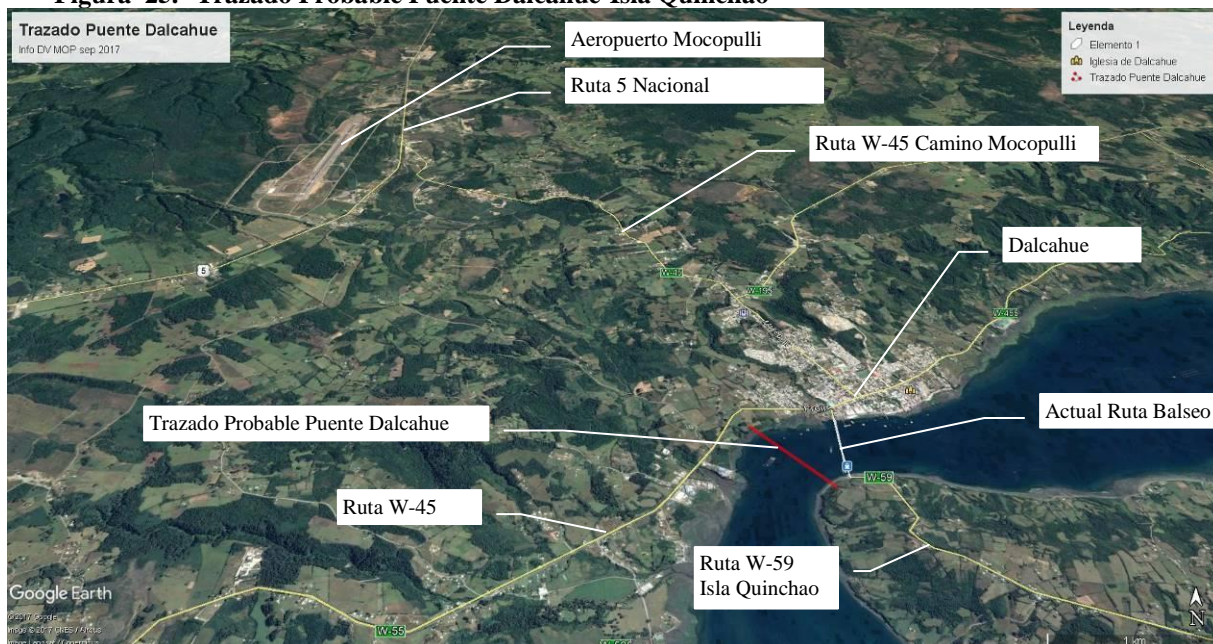 Figura 25. Trazado Probable Puente Dalcahue-Isla Quinchao
Trazado Puente Dalcahue
Info DV MOP sep 2017
Leyenda
Elemento 1
Iglesia de Dalcahue
Trazado Puente Dalcahue
Aeropuerto Mocopulli
Ruta 5 Nacional
Ruta W-45 Camino Mocopulli
Dalcahue
5
W-195
Trazado Probable Puente Dalcahue
Actual Ruta Balseo
W-59
Ruta W-45
Ruta W-59
Isla Quinchao
Google Earth
W-55
1 km
N